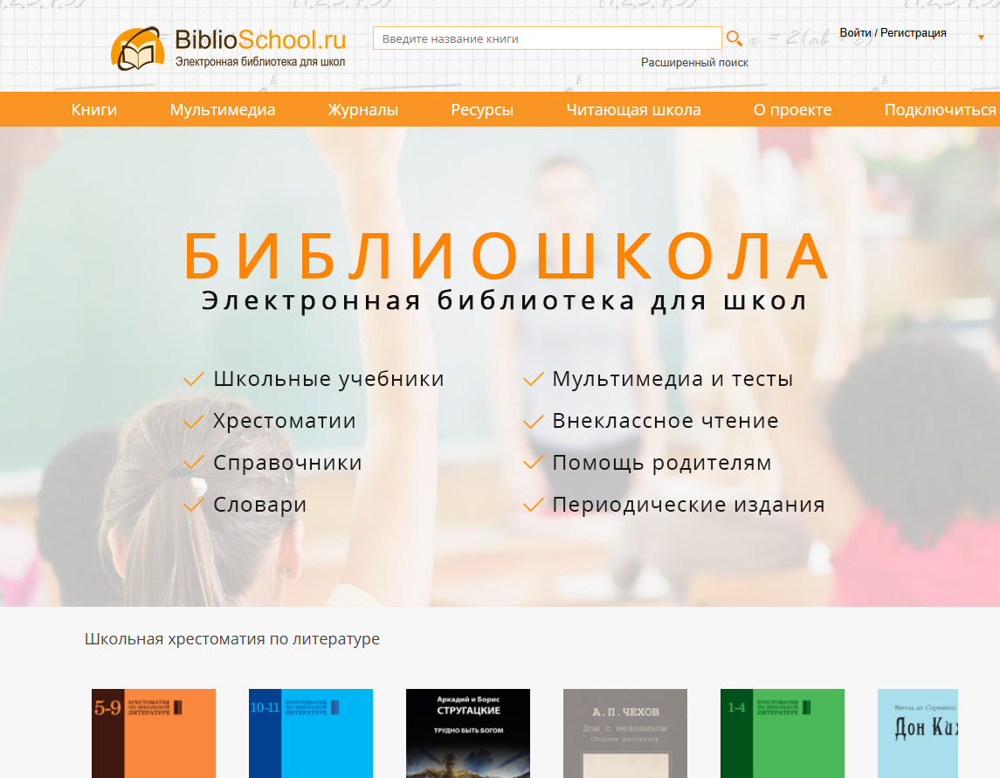 BiblioSchool.ru
Электронная библиотека для школ
Введите название книги
Расширенный поиск
Войти / Регистрация
Книги Мультимедиа Журналы Ресурсы Читающая школа О проекте Подключиться
БИБЛИОШКОЛА
Электронная библиотека для школ
Школьные учебники
Хрестоматии
Справочники
Словари
Мультимедиа и тесты
Внеклассное чтение
Помощь родителям
Периодические издания
Школьная хрестоматия по литературе
5-9
ХРЕСТОМАТИЯ
ПО ШКОЛЬНОЙ
ЛИТЕРАТУРЕ
10-11
ХРЕСТОМАТИЯ
ПО ШКОЛЬНОЙ
ЛИТЕРАТУРЕ
Аркадий и Борис
СТРУГАЦКИЕ
ТРУДНО БЫТЬ БОГОМ
А.П.ЧЕХОВ
Дом с мезонином
Сборник рассказов
1-4
ХРЕСТОМАТИЯ
ПО ШКОЛЬНОЙ
ЛИТЕРАТУРЕ
Мигель де Сервантес
Дон Ких